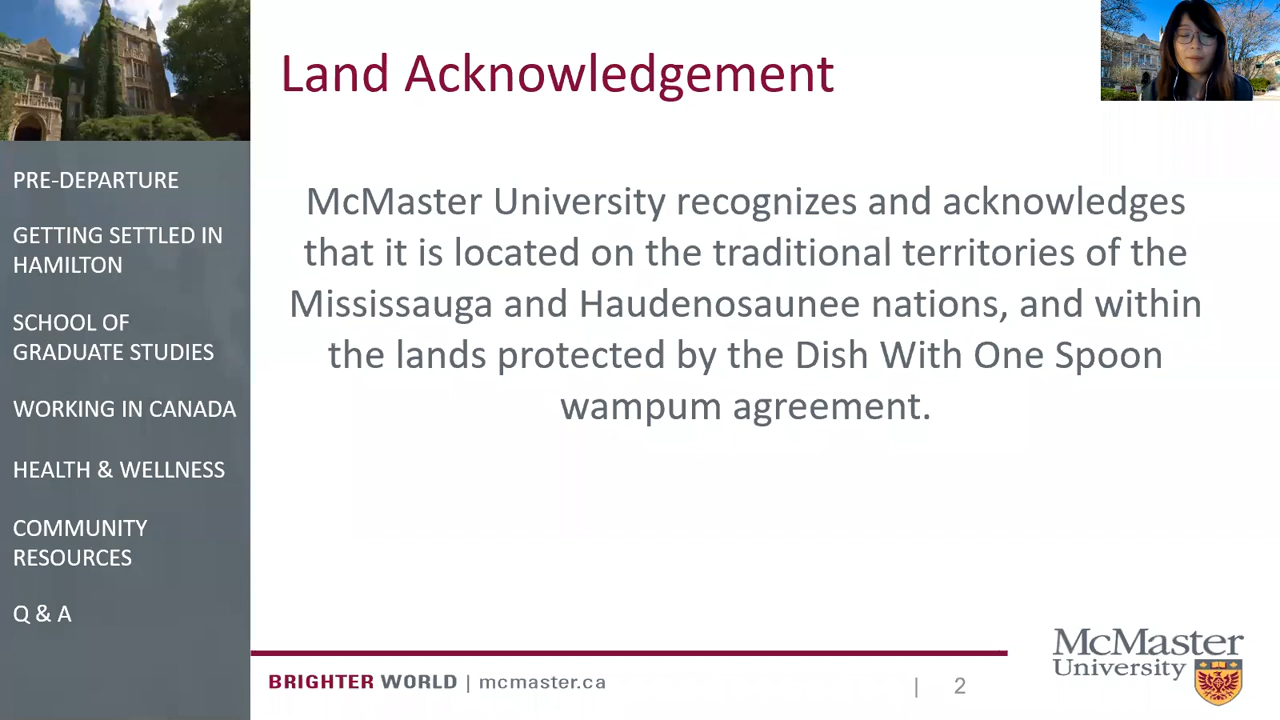 Land Acknowledgement
PRE-DEPARTURE
GETTING SETTLED IN
HAMILTON
SCHOOL OF
GRADUATE STUDIES
WORKING IN CANADA
HEALTH & WELLNESS
COMMUNITY
RESOURCES
Q & A
McMaster University recognizes and acknowledges
that it is located on the traditional territories of the
Mississauga and Haudenosaunee nations, and within
the lands protected by the Dish With One Spoon
wampum agreement.
BRIGHTER WORLD | mcmaster.ca
| 2
McMaster
University